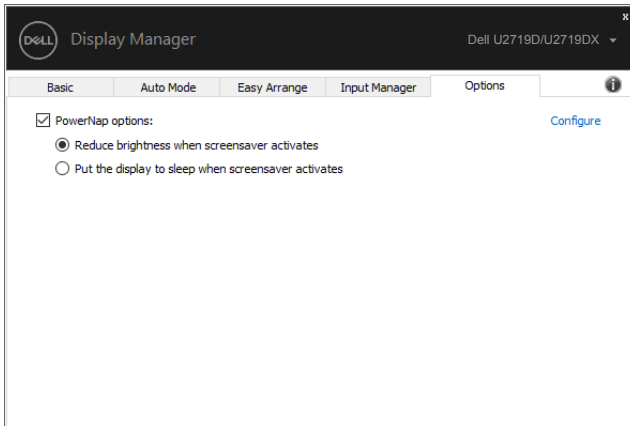 x
DELL
Display Manager
Dell U2719D/U2719DX
Basic
Auto Mode
Easy Arrange
Input Manager
Options
i
PowerNap options:
Configure
Reduce brightness when screensaver activates
Put the display to sleep when screensaver activates